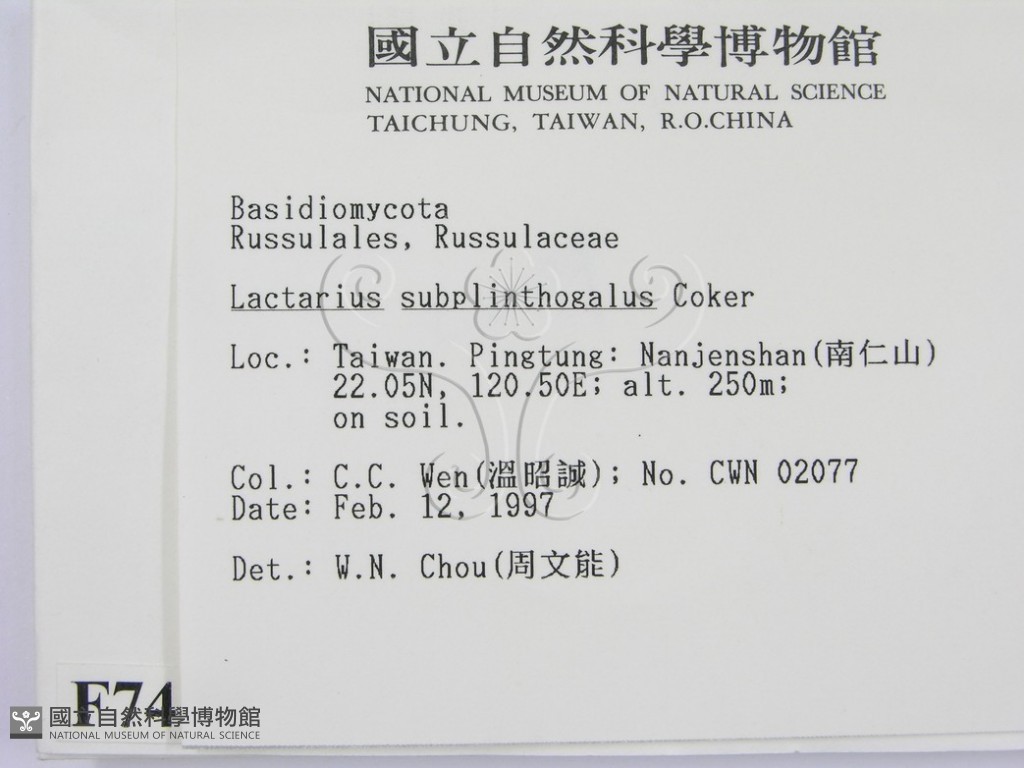 國立自然科學博物館
NATIONAL MUSEUM OF NATURAL SCIENCE
TAICHUNG, TAIWAN, R.O.CHINA
Basidiomycota
Russulales, Russulaceae
Lactarius subplinthogalus Coker
Loc.: Taiwan. Pingtung: Nanjenshan(南仁山)
22.05N, 120.50E; alt. 250m;
on soil.
Col.: C.C. Wen(溫昭誠); No. CWN 02077
Date: Feb. 12, 1997
Det.: W.N. Chou(周文能)
F74
國立自然科學博物館
NATIONAL MUSEUM OF NATURAL SCIENCE